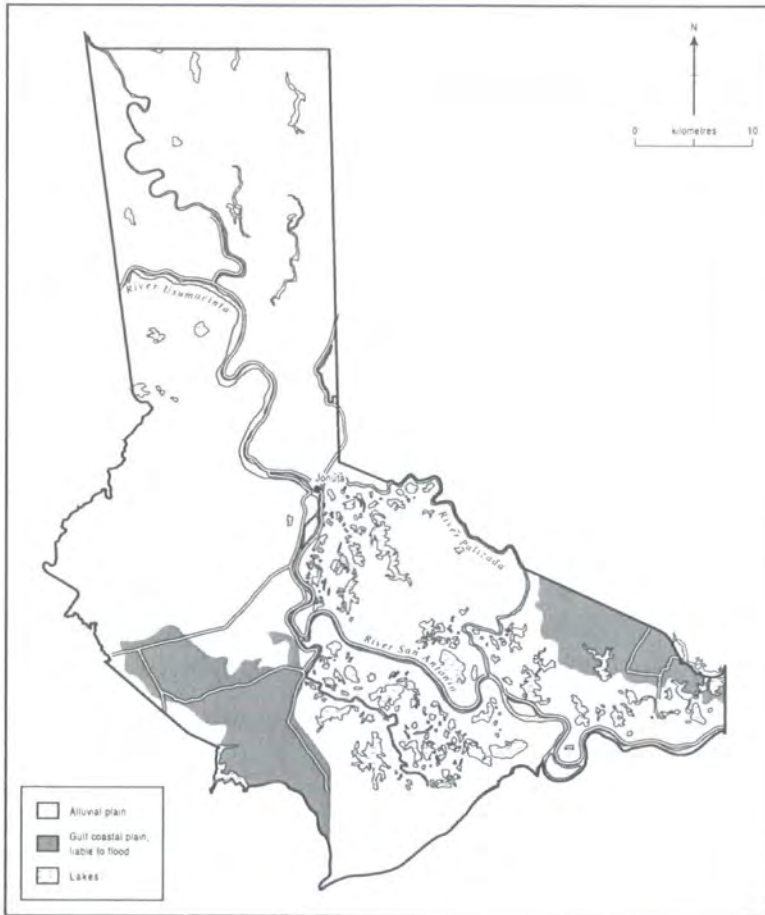 N
0 kilometres 10
River Usumacinta
Jonuta
River Palizada
River San Antonio
Alluvial plain
Gulf coastal plain,
liable to flood
Lakes